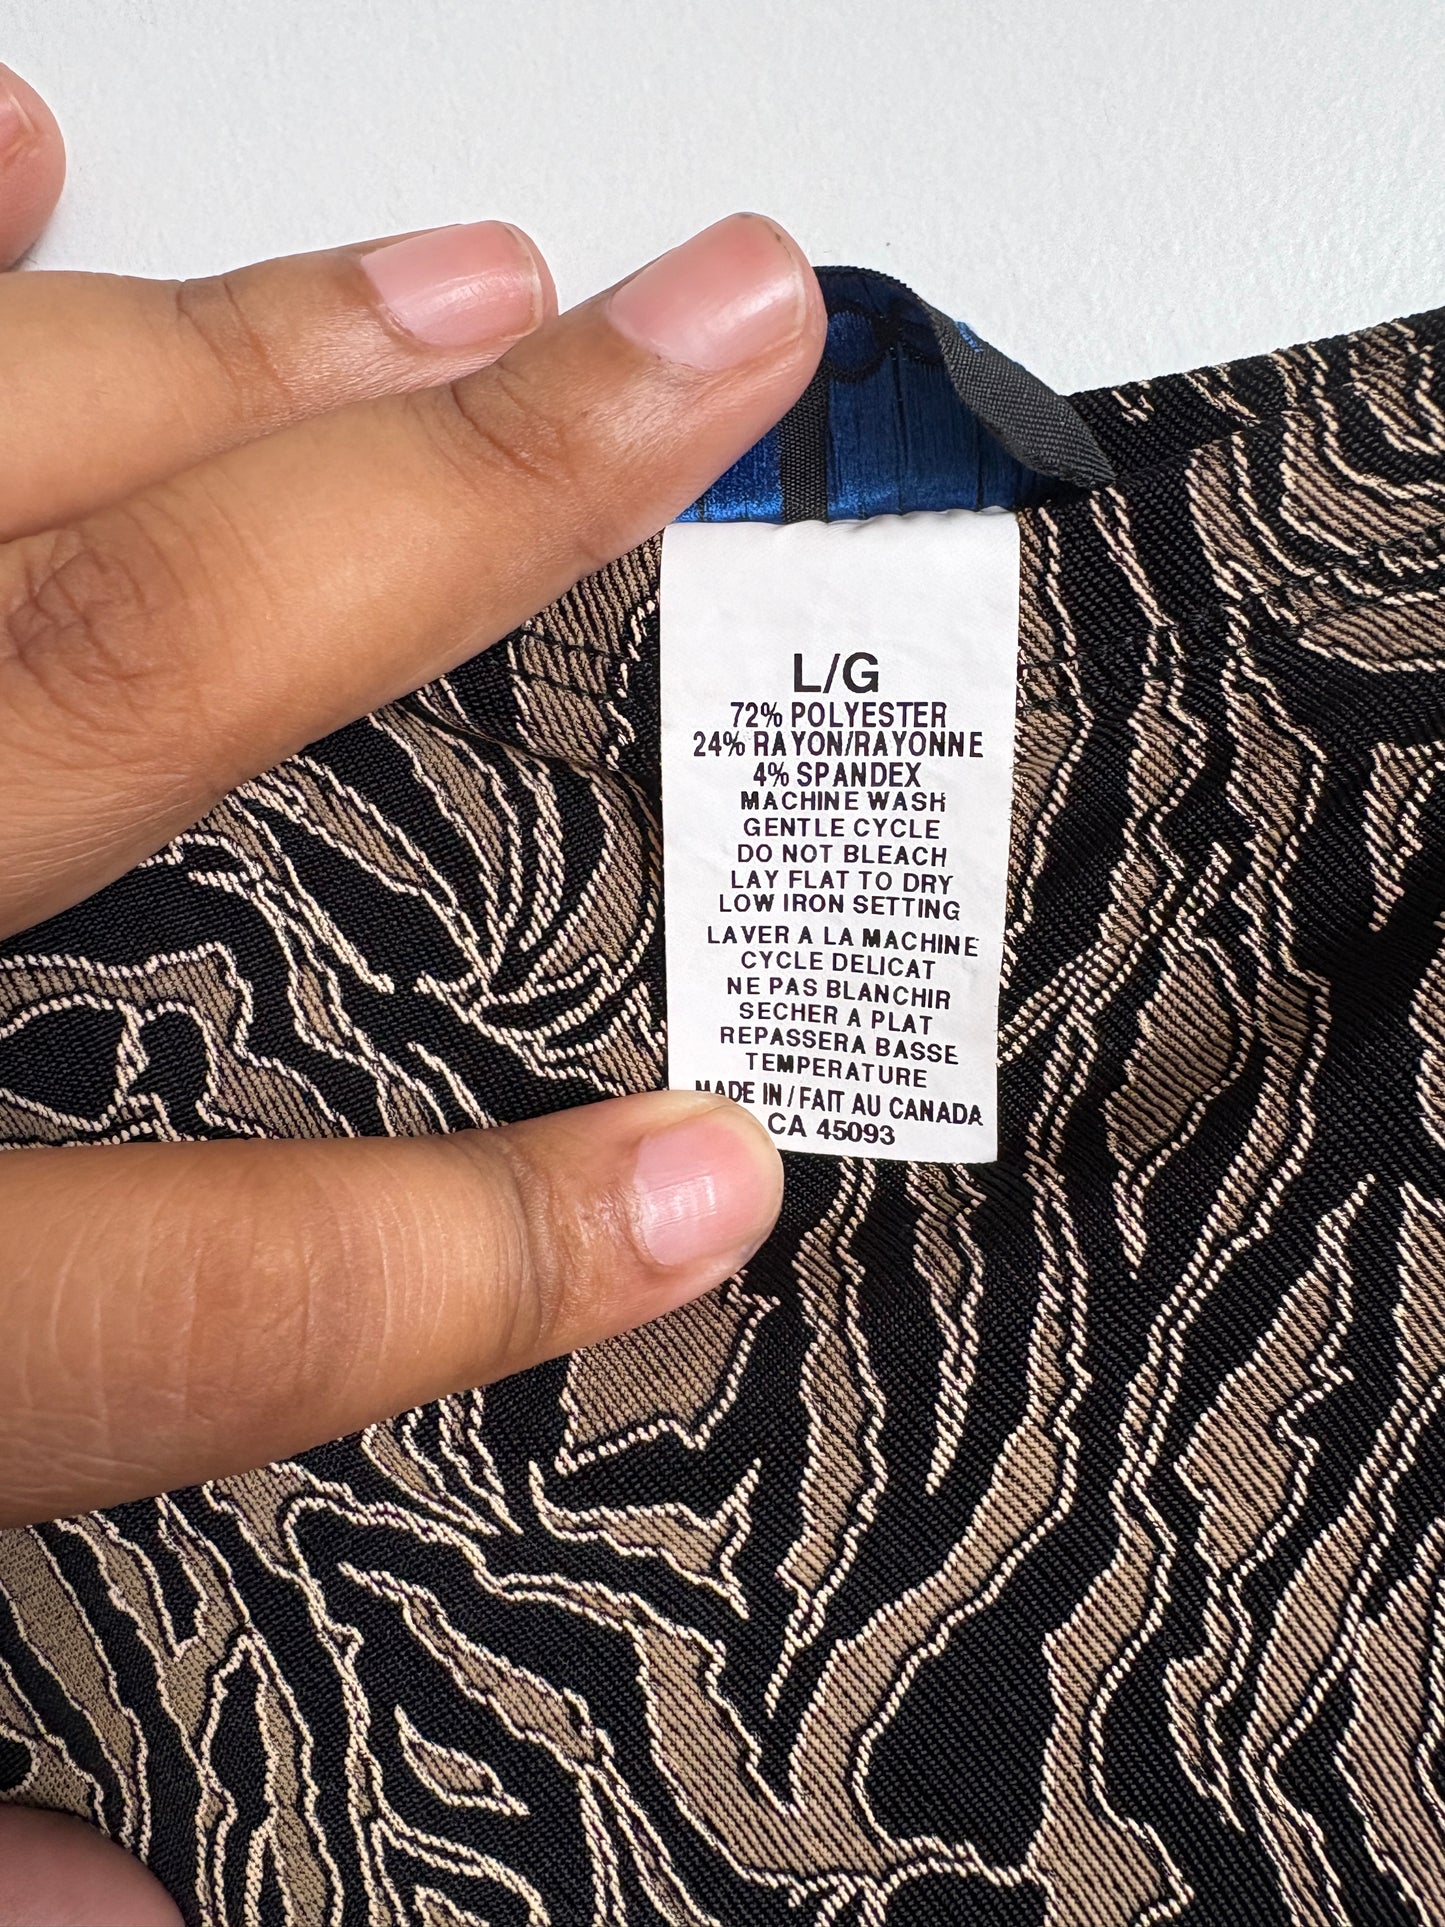 L/G
72% POLYESTER
24% RAYON/RAYONNE
4% SPANDEX
MACHINE WASH
GENTLE CYCLE
DO NOT BLEACH
LAY FLAT TO DRY
LOW IRON SETTING
LAVER A LA MACHINE
CYCLE DELICAT
NE PAS BLANCHIR
SECHER A PLAT
REPASSERA BASSE
TEMPERATURE
MADE IN / FAIT AU CANADA
CA 45093